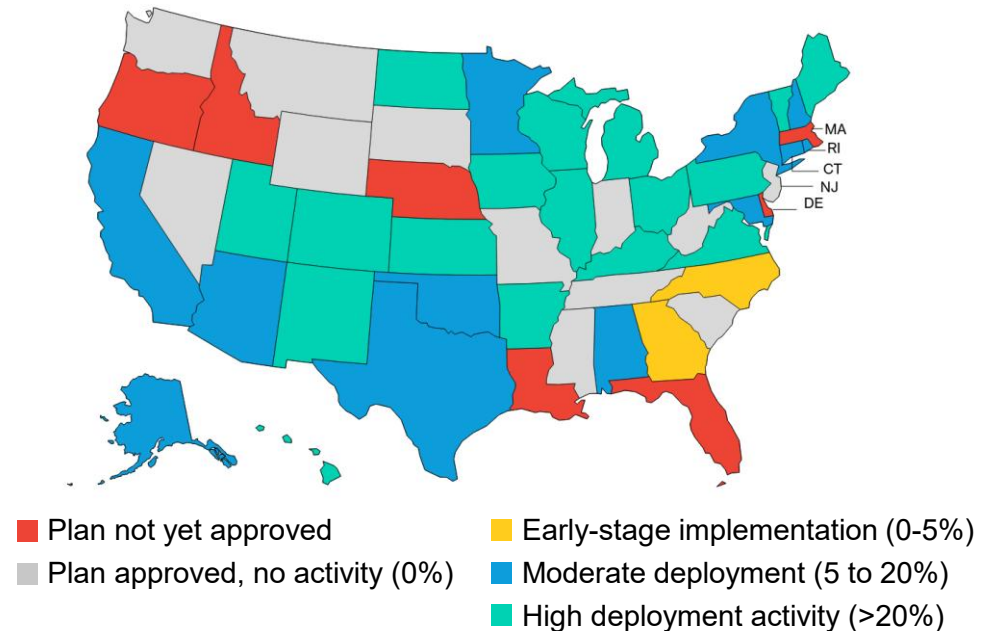 MA
RI
CT
NJ
DE
Plan not yet approved
Plan approved, no activity (0%)
Early-stage implementation (0-5%)
Moderate deployment (5 to 20%)
High deployment activity (>20%)